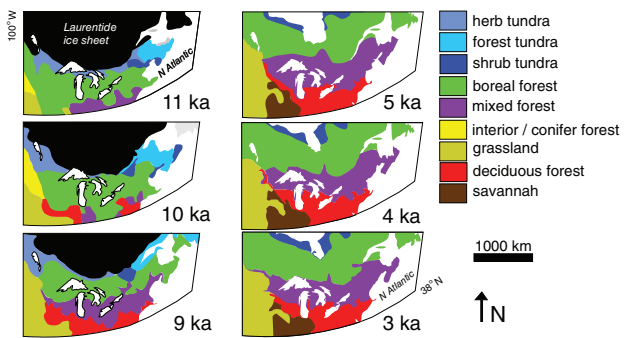 100°W
Laurentide
ice sheet
N Atlantic
11 ka
10 ka
9 ka
5 ka
4 ka
N Atlantic
38°N
3 ka
herb tundra
forest tundra
shrub tundra
boreal forest
mixed forest
interior / conifer forest
grassland
deciduous forest
savannah
1000 km
N